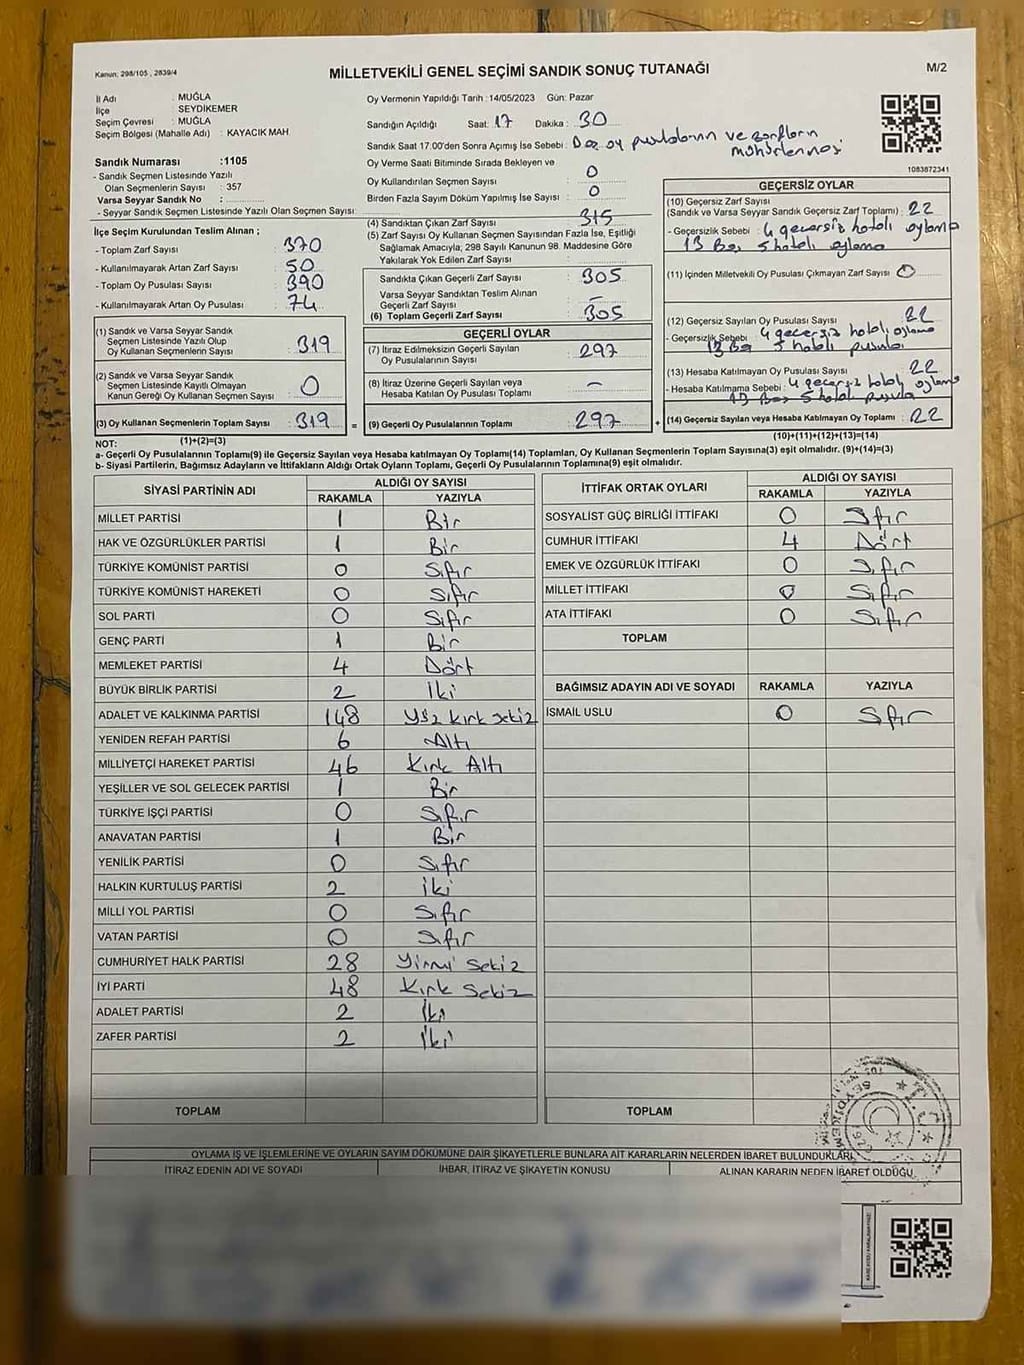 Kanun: 298/105 , 2839/4
MİLLETVEKİLİ GENEL SEÇİMİ SANDIK SONUÇ TUTANAĞI
M/2
İl Adı : MUĞLA
İlçe : SEYDİKEMER
Seçim Çevresi : MUĞLA
Seçim Bölgesi (Mahalle Adı) : KAYACIK MAH.
Sandık Numarası :1105
- Sandık Seçmen Listesinde Yazılı
Olan Seçmenlerin Sayısı : 357
Varsa Seyyar Sandık No :
- Seyyar Sandık Seçmen Listesinde Yazılı Olan Seçmen Sayısı:
Oy Vermenin Yapıldığı Tarih :14/05/2023 Gün: Pazar
Sandığın Açıldığı Saat: 17 Dakika : 30
Sandık Saat 17:00'den Sonra Açımış İse Sebebi: oy pusulalarının ve zarfların
mühürlenmesi
Oy Verme Saati Bitiminde Sırada Bekleyen ve
Oy Kullandırılan Seçmen Sayısı : 0
Birden Fazla Sayım Döküm Yapılmış İse Sayısı : 0
1083872341
İlçe Seçim Kurulundan Teslim Alınan ;
- Toplam Zarf Sayısı : 370
- Kullanılmayarak Artan Zarf Sayısı : 50
- Toplam Oy Pusulası Sayısı : 390
- Kullanılmayarak Artan Oy Pusulası : 74
(4) Sandıktan Çıkan Zarf Sayısı : 315
(5) Zarf Sayısı Oy Kullanan Seçmen Sayısından Fazla İse, Eşitliği
Sağlamak Amacıyla; 298 Sayılı Kanunun 98. Maddesine Göre
Yakılarak Yok Edilen Zarf Sayısı :
Sandıkta Çıkan Geçerli Zarf Sayısı : 305
Varsa Seyyar Sandıktan Teslim Alınan
Geçerli Zarf Sayısı : –
(6) Toplam Geçerli Zarf Sayısı : 305
GEÇERSİZ OYLAR
(10) Geçersiz Zarf Sayısı
(Sandık ve Varsa Seyyar Sandık Geçersiz Zarf Toplamı) : 22
- Geçersizlik Sebebi : 4 geçersiz hatalı oylama
13 Boş 5 hatalı oylama
(11) İçinden Milletvekili Oy Pusulası Çıkmayan Zarf Sayısı : 0
(12) Geçersiz Sayılan Oy Pusulası Sayısı : 22
- Geçersizlik Sebebi : 4 geçersiz hatalı oylama
13 Boş 5 hatalı pusula
(13) Hesaba Katılmayan Oy Pusulası Sayısı : 22
- Hesaba Katılmama Sebebi : 4 geçersiz hatalı oylama
13 Boş 5 hatalı pusula
(14) Geçersiz Sayılan veya Hesaba Katılmayan Oy Toplamı : 22
(10)+(11)+(12)+(13)=(14)
(1) Sandık ve Varsa Seyyar Sandık
Seçmen Listesinde Yazılı Olup
Oy Kullanan Seçmenlerin Sayısı : 319
(2) Sandık ve Varsa Seyyar Sandık
Seçmen Listesinde Kayıtlı Olmayan
Kanun Gereği Oy Kullanan Seçmen Sayısı : 0
(3) Oy Kullanan Seçmenlerin Toplam Sayısı : 319 =
(1)+(2)=(3)
GEÇERLİ OYLAR
(7) İtiraz Edilmeksizin Geçerli Sayılan
Oy Pusulalarının Sayısı : 297
(8) İtiraz Üzerine Geçerli Sayılan veya
Hesaba Katılan Oy Pusulası Toplamı : –
(9) Geçerli Oy Pusulalarının Toplamı : 297 +
NOT:
a- Geçerli Oy Pusulalarının Toplamı(9) ile Geçersiz Sayılan veya Hesaba katılmayan Oy Toplamı(14) Toplamları, Oy Kullanan Seçmenlerin Toplam Sayısına(3) eşit olmalıdır. (9)+(14)=(3)
b- Siyasi Partilerin, Bağımsız Adayların ve İttifakların Aldığı Ortak Oyların Toplamı, Geçerli Oy Pusulalarının Toplamına(9) eşit olmalıdır.
SİYASİ PARTİNİN ADI
ALDIĞI OY SAYISI
RAKAMLA YAZIYLA
MİLLET PARTİSİ 1 Bir
HAK VE ÖZGÜRLÜKLER PARTİSİ 1 Bir
TÜRKİYE KOMÜNİST PARTİSİ 0 Sıfır
TÜRKİYE KOMÜNİST HAREKETİ 0 Sıfır
SOL PARTİ 0 Sıfır
GENÇ PARTİ 1 Bir
MEMLEKET PARTİSİ 4 Dört
BÜYÜK BİRLİK PARTİSİ 2 İki
ADALET VE KALKINMA PARTİSİ 148 Yüz Kırk Sekiz
YENİDEN REFAH PARTİSİ 6 Altı
MİLLİYETÇİ HAREKET PARTİSİ 46 Kırk Altı
YEŞİLLER VE SOL GELECEK PARTİSİ 1 Bir
TÜRKİYE İŞÇİ PARTİSİ 0 Sıfır
ANAVATAN PARTİSİ 1 Bir
YENİLİK PARTİSİ 0 Sıfır
HALKIN KURTULUŞ PARTİSİ 2 İki
MİLLİ YOL PARTİSİ 0 Sıfır
VATAN PARTİSİ 0 Sıfır
CUMHURİYET HALK PARTİSİ 28 Yirmi Sekiz
İYİ PARTİ 48 Kırk Sekiz
ADALET PARTİSİ 2 İki
ZAFER PARTİSİ 2 İki
TOPLAM
İTTİFAK ORTAK OYLARI
ALDIĞI OY SAYISI
RAKAMLA YAZIYLA
SOSYALİST GÜÇ BİRLİĞİ İTTİFAKI 0 Sıfır
CUMHUR İTTİFAKI 4 Dört
EMEK VE ÖZGÜRLÜK İTTİFAKI 0 Sıfır
MİLLET İTTİFAKI 0 Sıfır
ATA İTTİFAKI 0 Sıfır
TOPLAM
BAĞIMSIZ ADAYIN ADI VE SOYADI RAKAMLA YAZIYLA
İSMAİL USLU 0 Sıfır
TOPLAM
OYLAMA İŞ VE İŞLEMLERİNE VE OYLARIN SAYIM DÖKÜMÜNE DAİR ŞİKAYETLERLE BUNLARA AİT KARARLARIN NELERDEN İBARET BULUNDUKLARI
İTİRAZ EDENİN ADI VE SOYADI İHBAR, İTİRAZ VE ŞİKAYETİN KONUSU ALINAN KARARIN NEDEN İBARET OLDUĞU